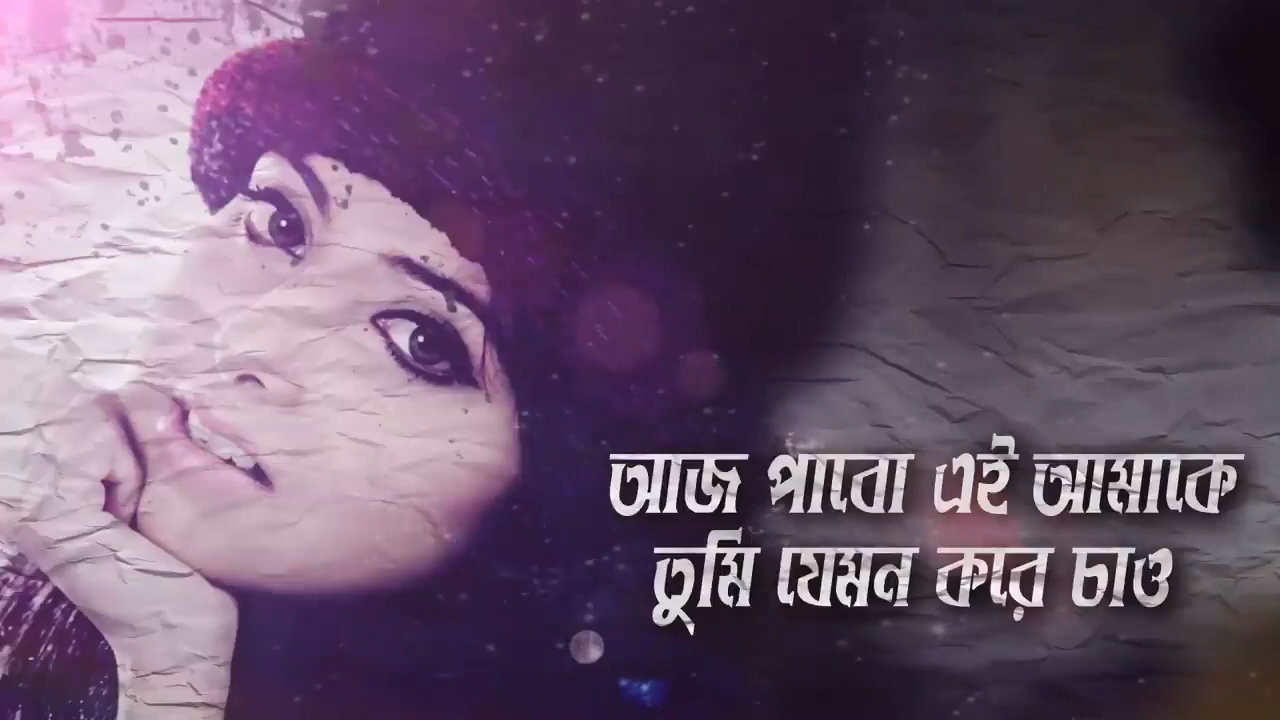 আজ পাবো এই আমাকে
তুমি যেমন করে চাও